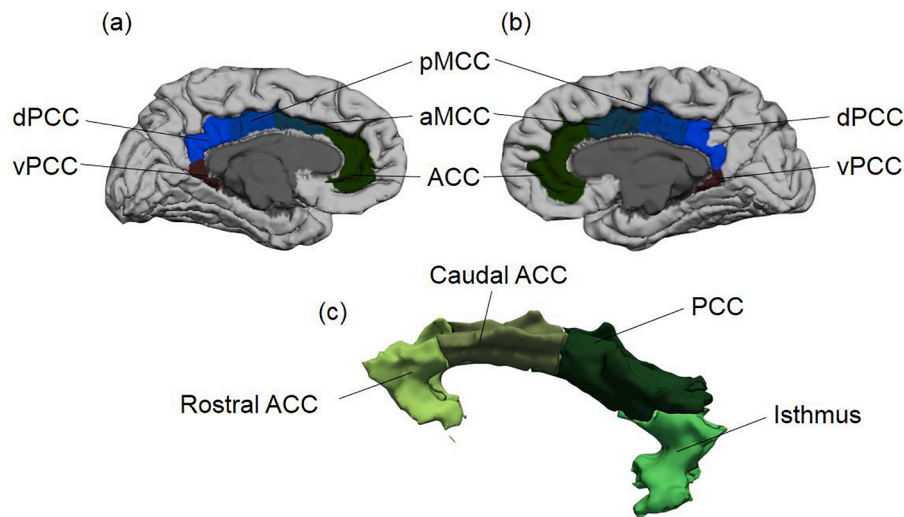 (a)
(b)
pMCC
dPCC
aMCC
dPCC
vPCC
ACC
vPCC
Caudal ACC
(c)
PCC
Rostral ACC
Isthmus